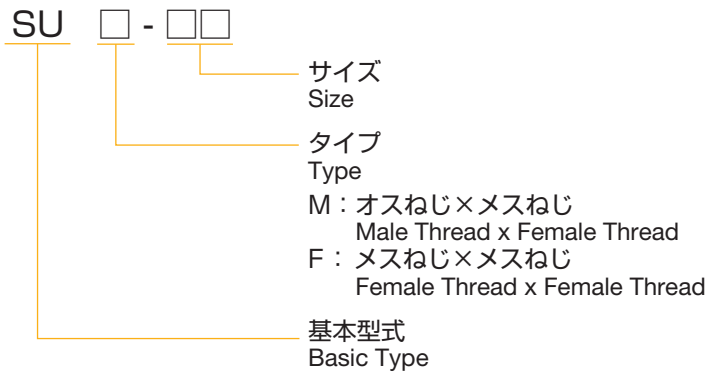 SU □ - □□
サイズ
Size
タイプ
Type
M：オスねじ×メスねじ
Male Thread x Female Thread
F：メスねじ×メスねじ
Female Thread x Female Thread
基本型式
Basic Type